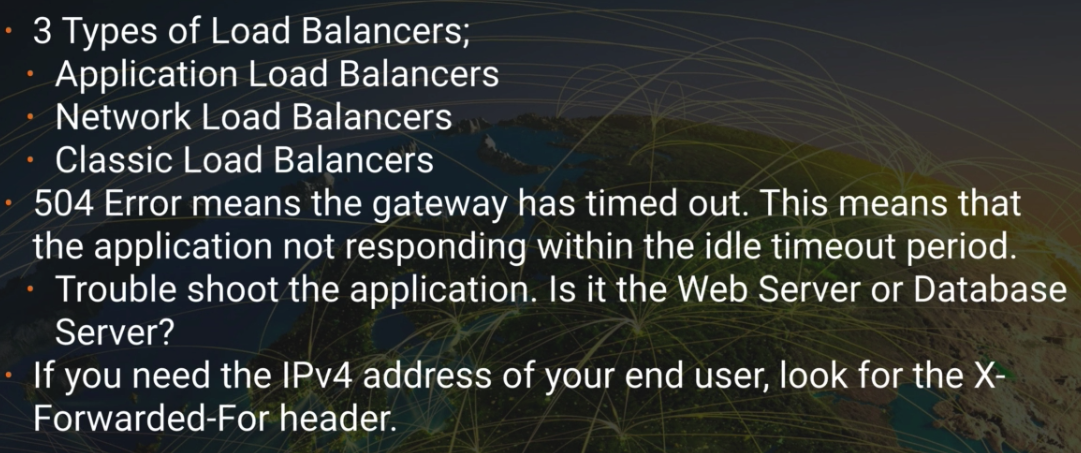 • 3 Types of Load Balancers;
• Application Load Balancers
• Network Load Balancers
• Classic Load Balancers
• 504 Error means the gateway has timed out. This means that
the application not responding within the idle timeout period.
• Trouble shoot the application. Is it the Web Server or Database
Server?
• If you need the IPv4 address of your end user, look for the X-
Forwarded-For header.